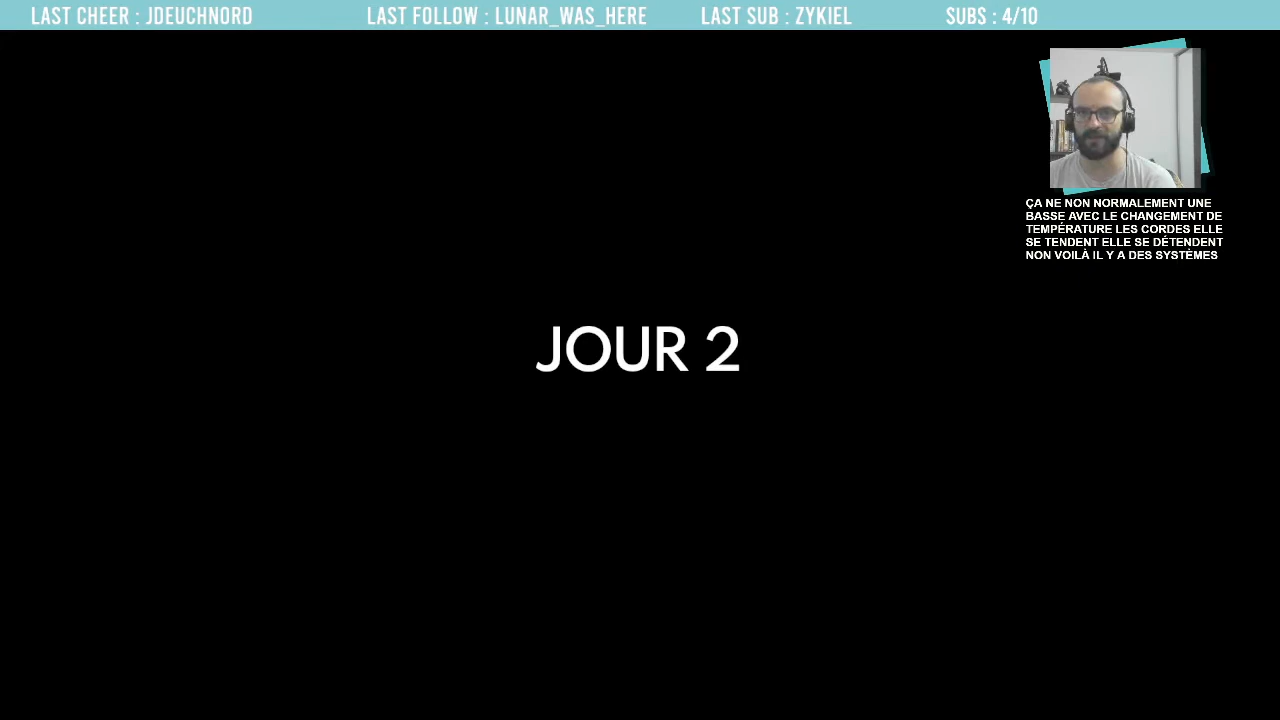 LAST CHEER : JDEUCHNORD LAST FOLLOW : LUNAR_WAS_HERE LAST SUB : ZYKIEL SUBS : 4/10
ÇA NE NON NORMALEMENT UNE
BASSE AVEC LE CHANGEMENT DE
TEMPÉRATURE LES CORDES ELLE
SE TENDENT ELLE SE DÉTENDENT
NON VOILÀ IL Y A DES SYSTÈMES
JOUR 2